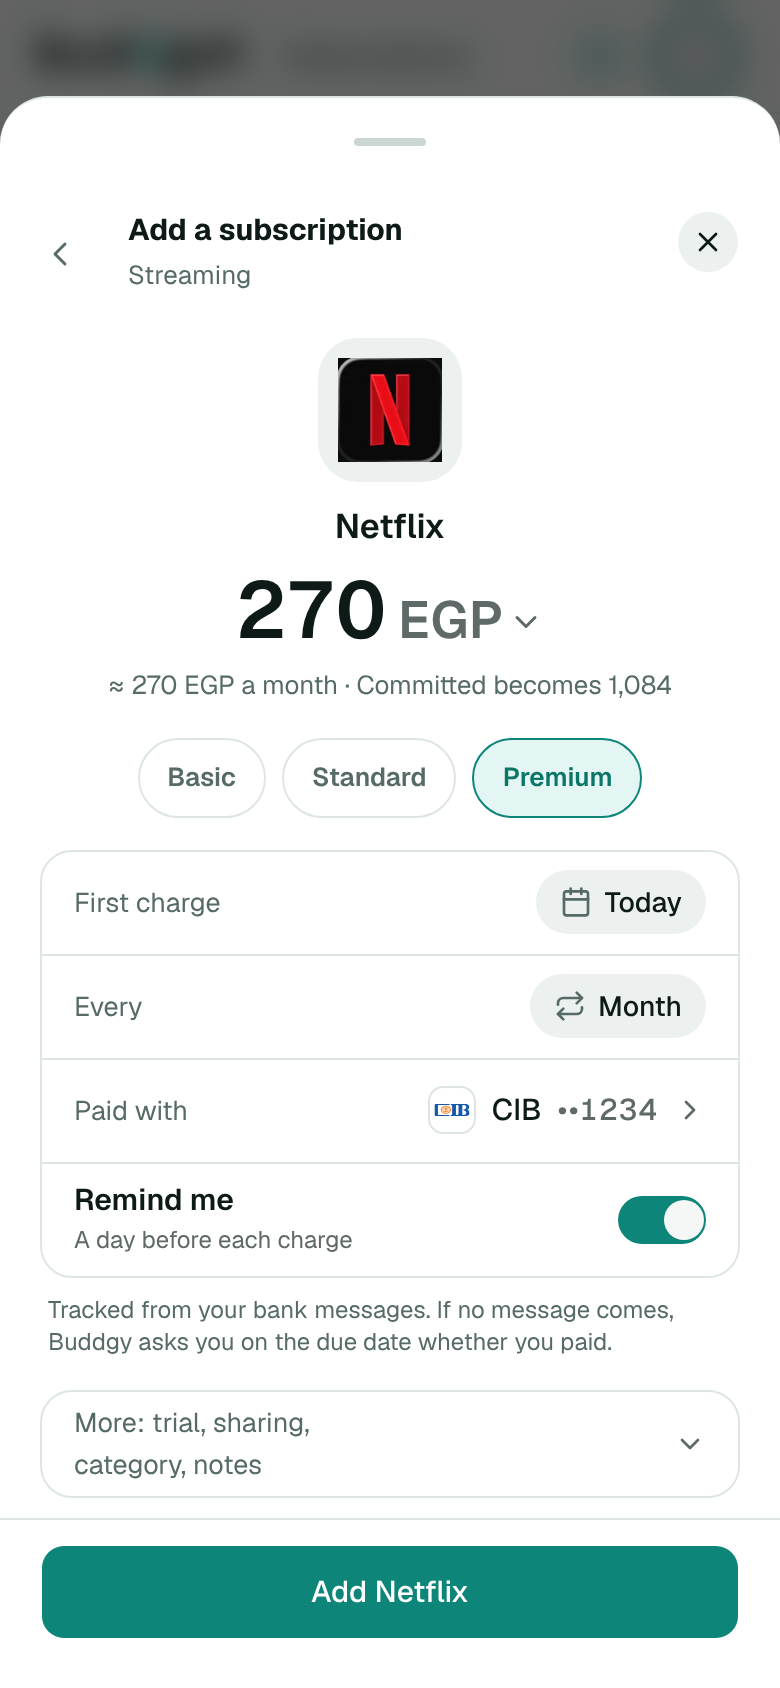 Add a subscription
Streaming
N
Netflix
270 EGP
≈ 270 EGP a month · Committed becomes 1,084
Basic
Standard
Premium
First charge
Today
Every
Month
Paid with
CIB
CIB ••1234
Remind me
A day before each charge
Tracked from your bank messages. If no message comes,
Buddgy asks you on the due date whether you paid.
More: trial, sharing,
category, notes
Add Netflix